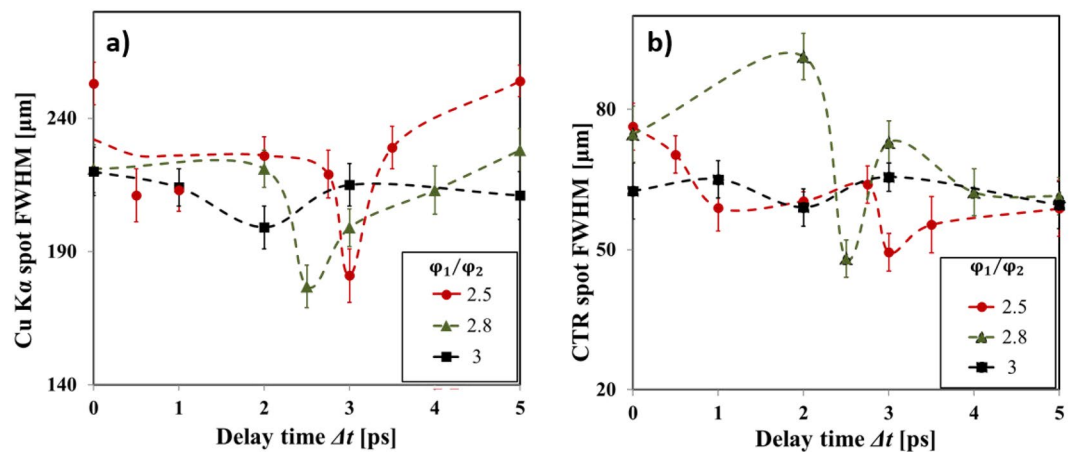 a)
Cu Kα spot FWHM [μm]
240
190
140
0 1 2 3 4 5
Delay time Δt [ps]
φ₁/φ₂
2.5
2.8
3
b)
CTR spot FWHM [μm]
80
50
20
0 1 2 3 4 5
Delay time Δt [ps]
φ₁/φ₂
2.5
2.8
3